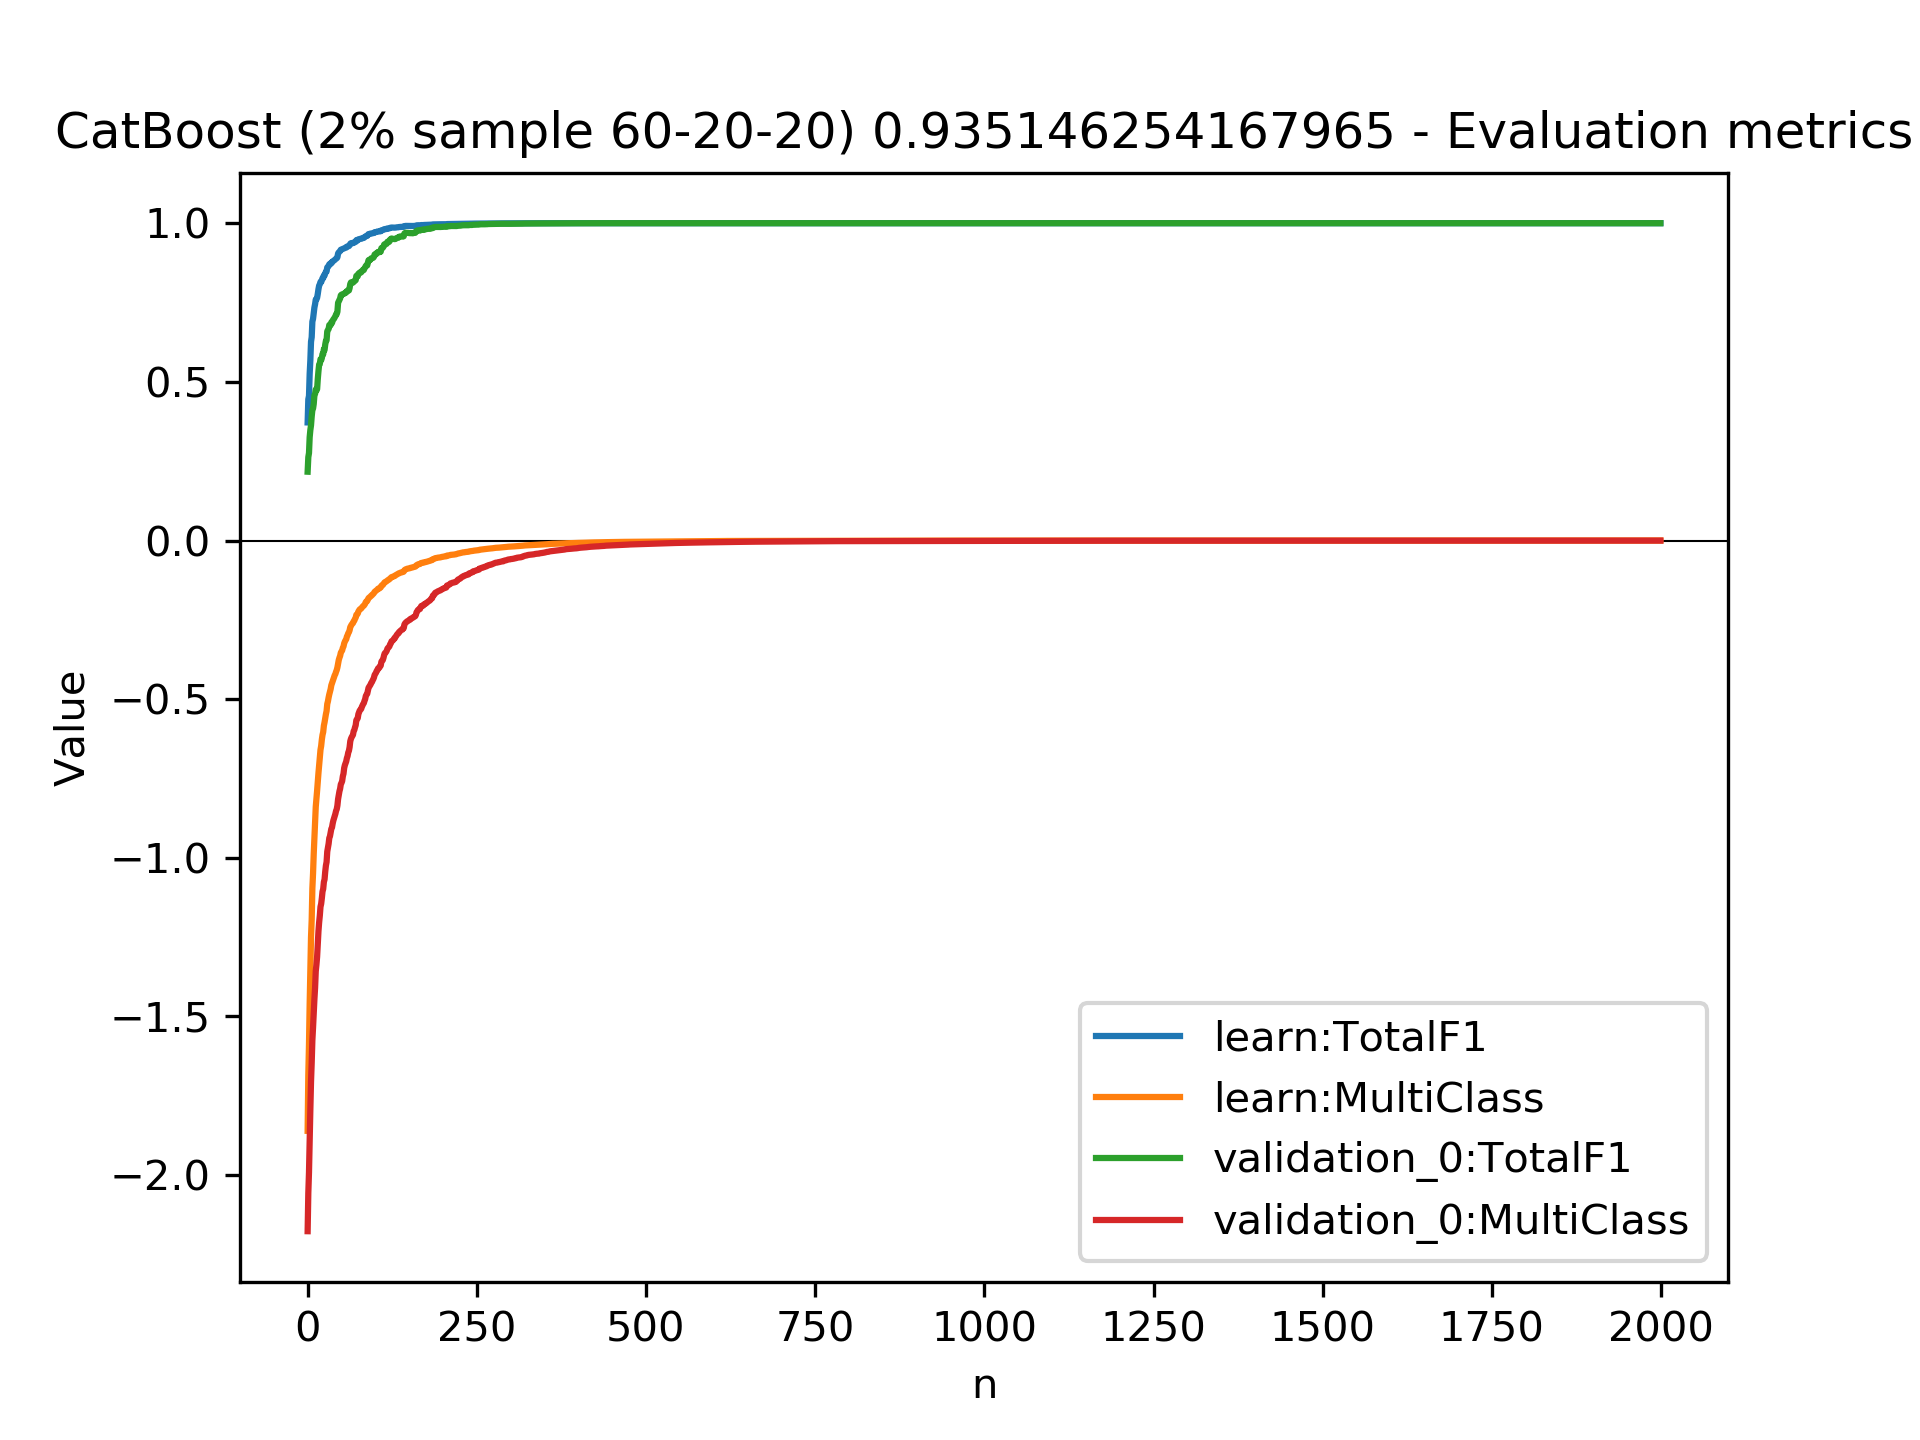 CatBoost (2% sample 60-20-20) 0.935146254167965 - Evaluation metrics
1.0
0.5
0.0
−0.5
−1.0
−1.5
−2.0
Value
learn:TotalF1
learn:MultiClass
validation_0:TotalF1
validation_0:MultiClass
0 250 500 750 1000 1250 1500 1750 2000
n